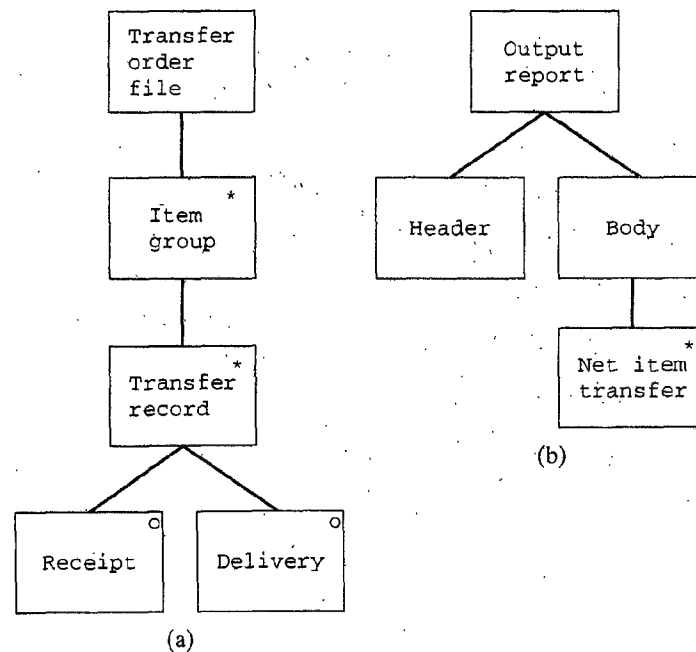 Transfer
order
file
Item *
group
Transfer *
record
Receipt O
Delivery O
(a)
Output
report
Header
Body
Net item *
transfer
(b)